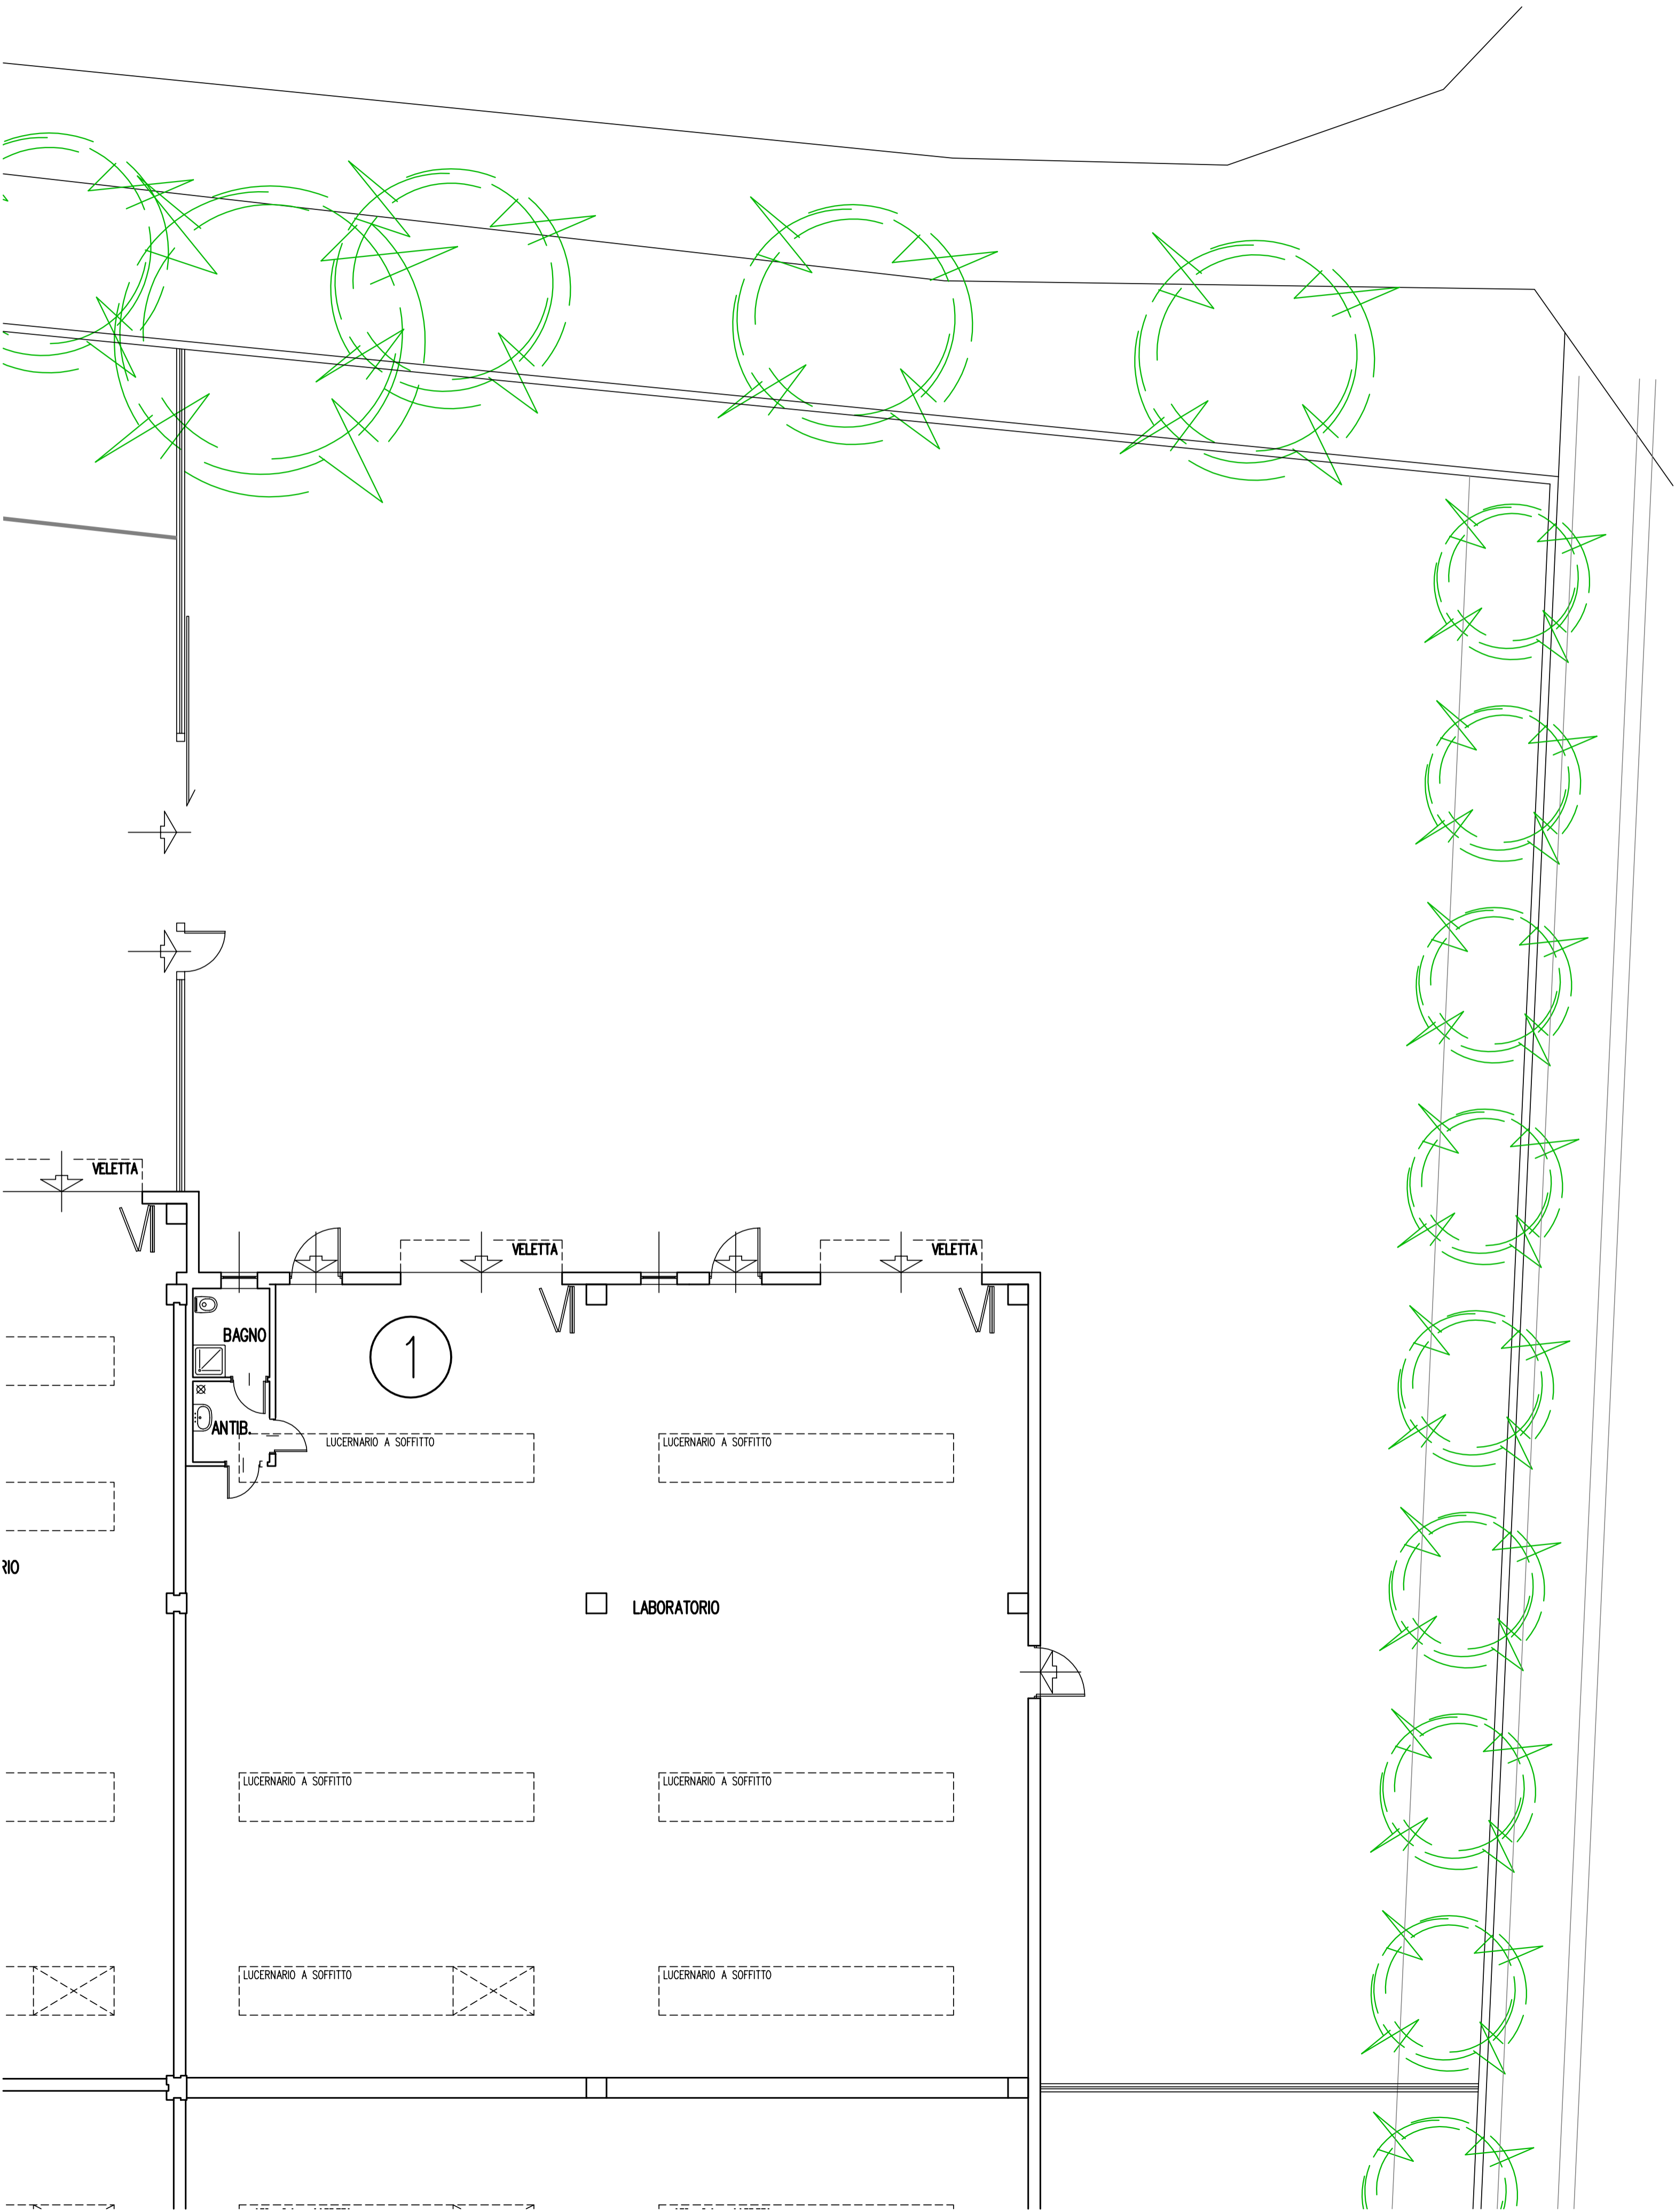 VELETTA
VELETTA
VELETTA
BAGNO
1
ANTIB.
LUCERNARIO A SOFFITTO
LUCERNARIO A SOFFITTO
RIO
LABORATORIO
LUCERNARIO A SOFFITTO
LUCERNARIO A SOFFITTO
LUCERNARIO A SOFFITTO
LUCERNARIO A SOFFITTO